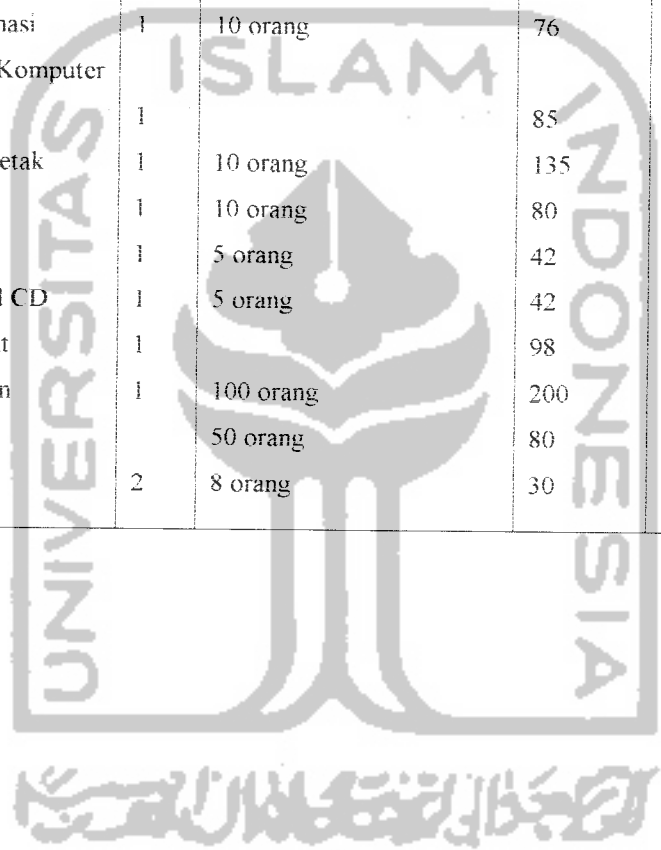 nasi 1 10 orang 76
Komputer
1 85
etak 1 10 orang 135
1 10 orang 80
1 5 orang 42
CD 1 5 orang 42
t 1 98
n 1 100 orang 200
50 orang 80
2 8 orang 30
UNIVERSITAS
ISLAM
INDONESIA